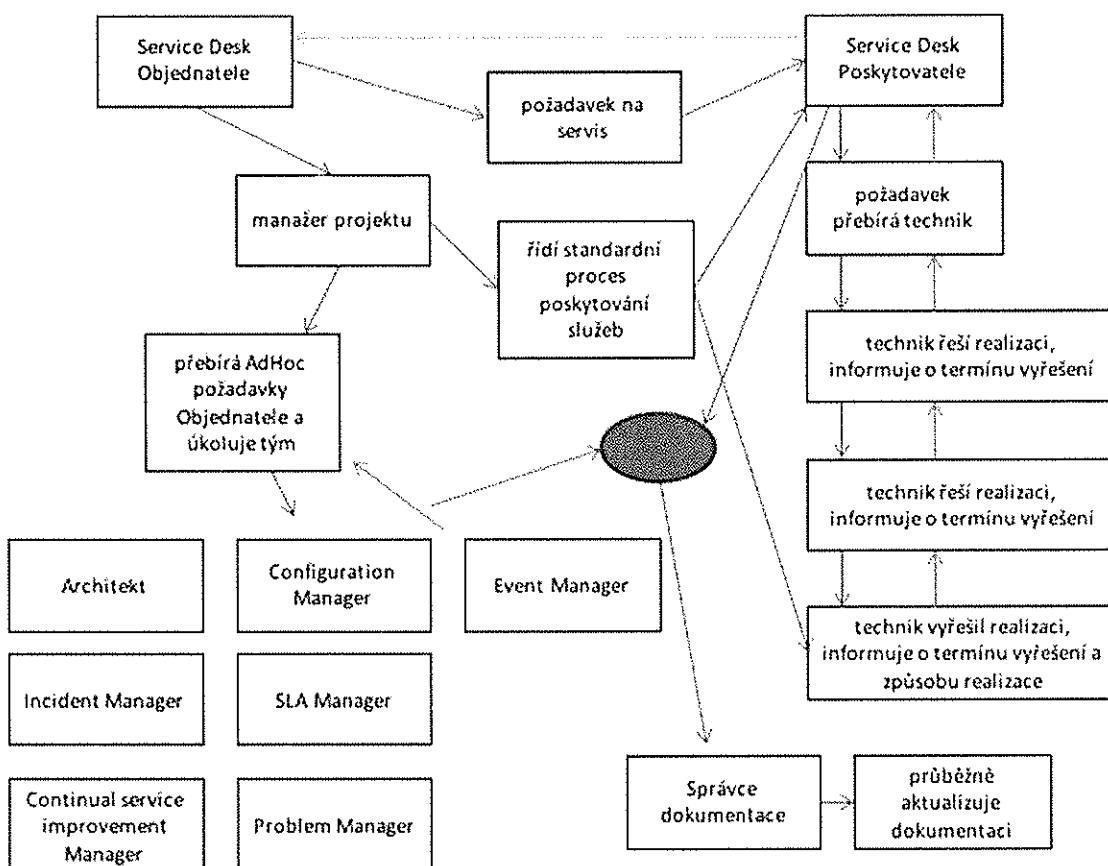 Service Desk
Objednatele
Service Desk
Poskytovatele
požadavek na
servis
manažer projektu
požadavek
přebírá technik
řídí standardní
proces
poskytování
služeb
přebírá AdHoc
požadavky
Objednatele a
úkoluje tým
technik řeší realizaci,
informuje o termínu vyřešení
technik řeší realizaci,
informuje o termínu vyřešení
Architekt
Configuration
Manager
Event Manager
technik vyřešil realizaci,
informuje o termínu vyřešení a
způsobu realizace
Incident Manager
SLA Manager
Continual service
improvement
Manager
Problem Manager
Správce
dokumentace
průběžně
aktualizuje
dokumentaci